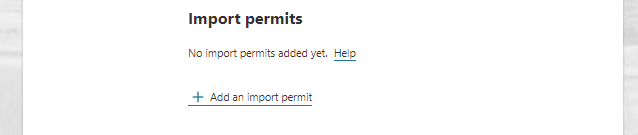 Import permits
No import permits added yet. Help
+ Add an import permit